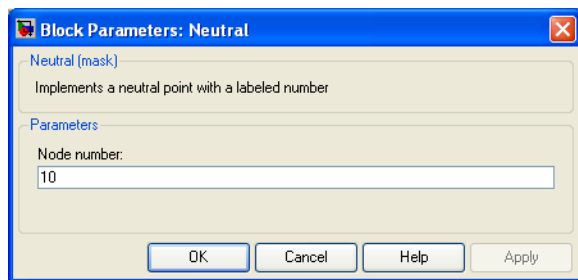 Block Parameters: Neutral
Neutral (mask)
Implements a neutral point with a labeled number
Parameters
Node number:
10
OK Cancel Help Apply